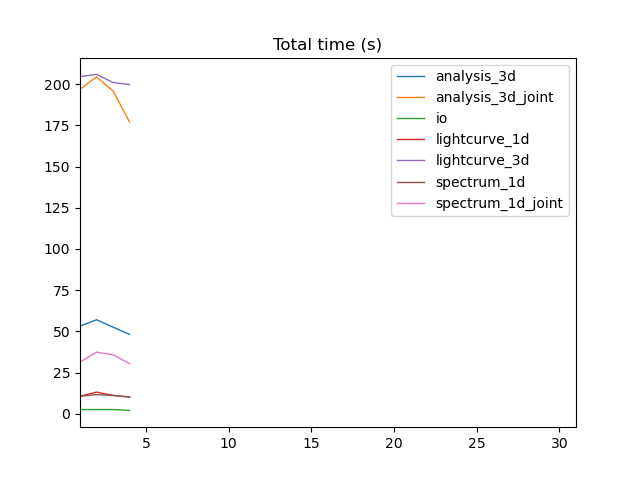 Total time (s)
analysis_3d
analysis_3d_joint
io
lightcurve_1d
lightcurve_3d
spectrum_1d
spectrum_1d_joint
200
175
150
125
100
75
50
25
0
5 10 15 20 25 30